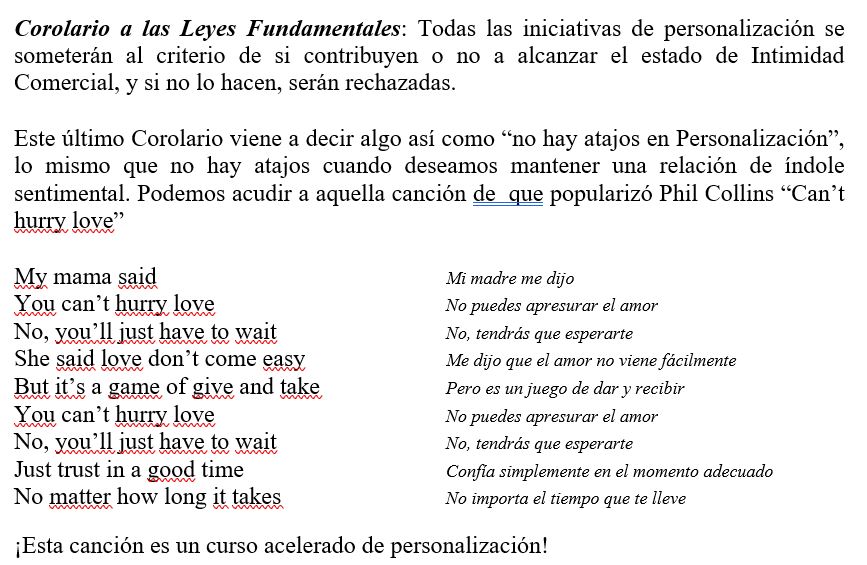 Corolario a las Leyes Fundamentales: Todas las iniciativas de personalización se
someterán al criterio de si contribuyen o no a alcanzar el estado de Intimidad
Comercial, y si no lo hacen, serán rechazadas.
Este último Corolario viene a decir algo así como “no hay atajos en Personalización”,
lo mismo que no hay atajos cuando deseamos mantener una relación de índole
sentimental. Podemos acudir a aquella canción de  que popularizó Phil Collins “Can’t
hurry love”
My mama said Mi madre me dijo
You can’t hurry love No puedes apresurar el amor
No, you’ll just have to wait No, tendrás que esperarte
She said love don’t come easy Me dijo que el amor no viene fácilmente
But it’s a game of give and take Pero es un juego de dar y recibir
You can’t hurry love No puedes apresurar el amor
No, you’ll just have to wait No, tendrás que esperarte
Just trust in a good time Confía simplemente en el momento adecuado
No matter how long it takes No importa el tiempo que te lleve
¡Esta canción es un curso acelerado de personalización!